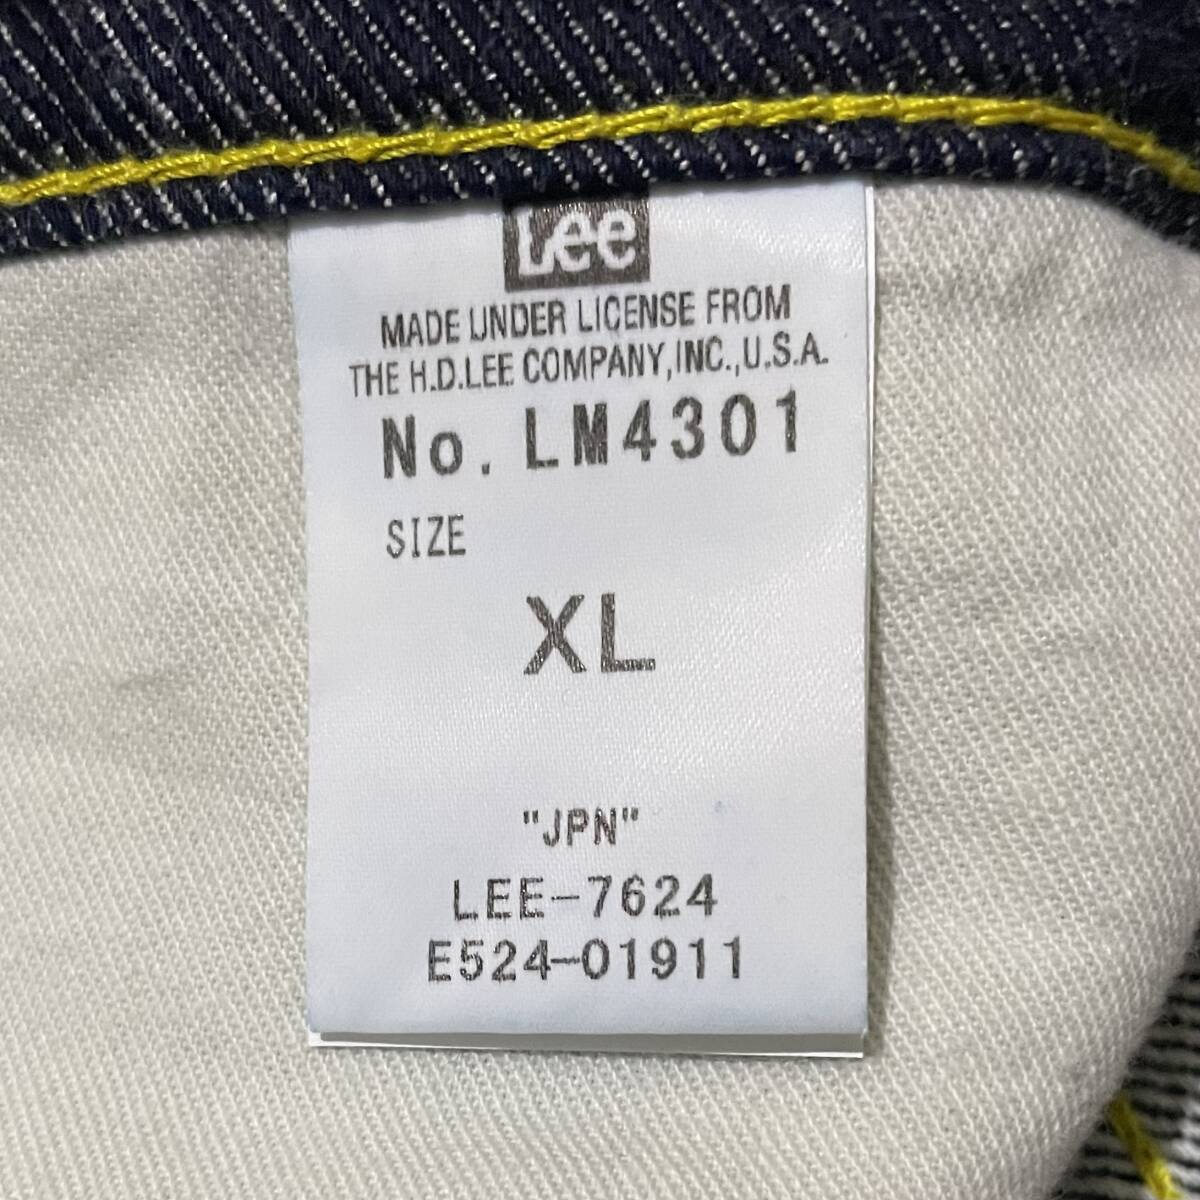 Lee
MADE UNDER LICENSE FROM
THE H.D.LEE COMPANY,INC.,U.S.A.
No. LM4301
SIZE
XL
"JPN"
LEE-7624
E524-01911